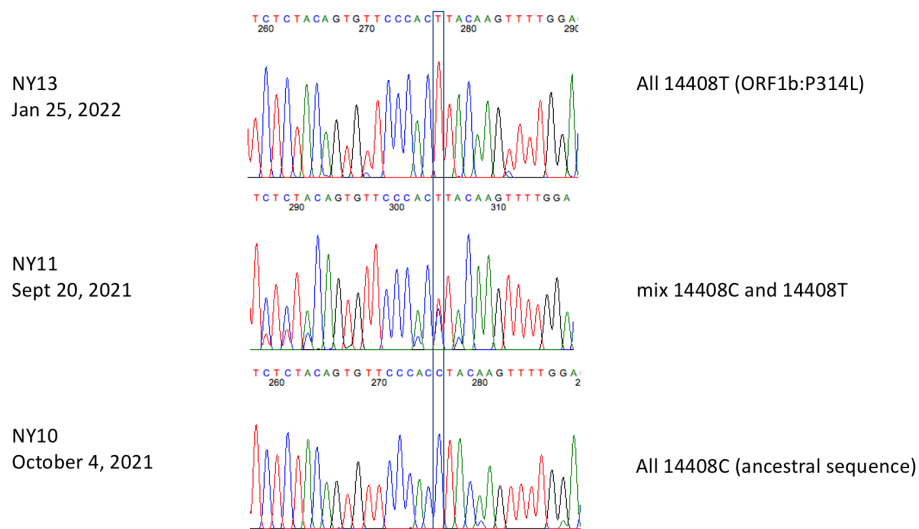 TCTCTACAGTGTTCCCACTTACAAGTTTTGGA
260 270 280 290
NY13
Jan 25, 2022
All 14408T (ORF1b:P314L)
TCTCTACAGTGTTCCCACTTACAAGTTTTGGA
290 300 310
NY11
Sept 20, 2021
mix 14408C and 14408T
TCTCTACAGTGTTCCCACCTACAAGTTTTGGA
260 270 280 2
NY10
October 4, 2021
All 14408C (ancestral sequence)